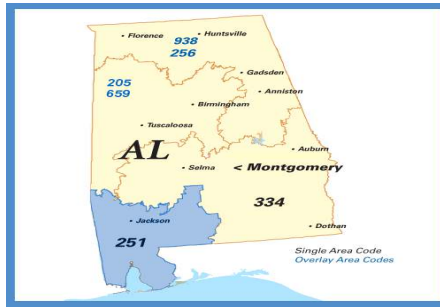 Florence
Huntsville
938
256
Gadsden
205
659
Anniston
Birmingham
Tuscaloosa
AL
Auburn
Selma
< Montgomery
334
Jackson
Dothan
251
Single Area Code
Overlay Area Codes